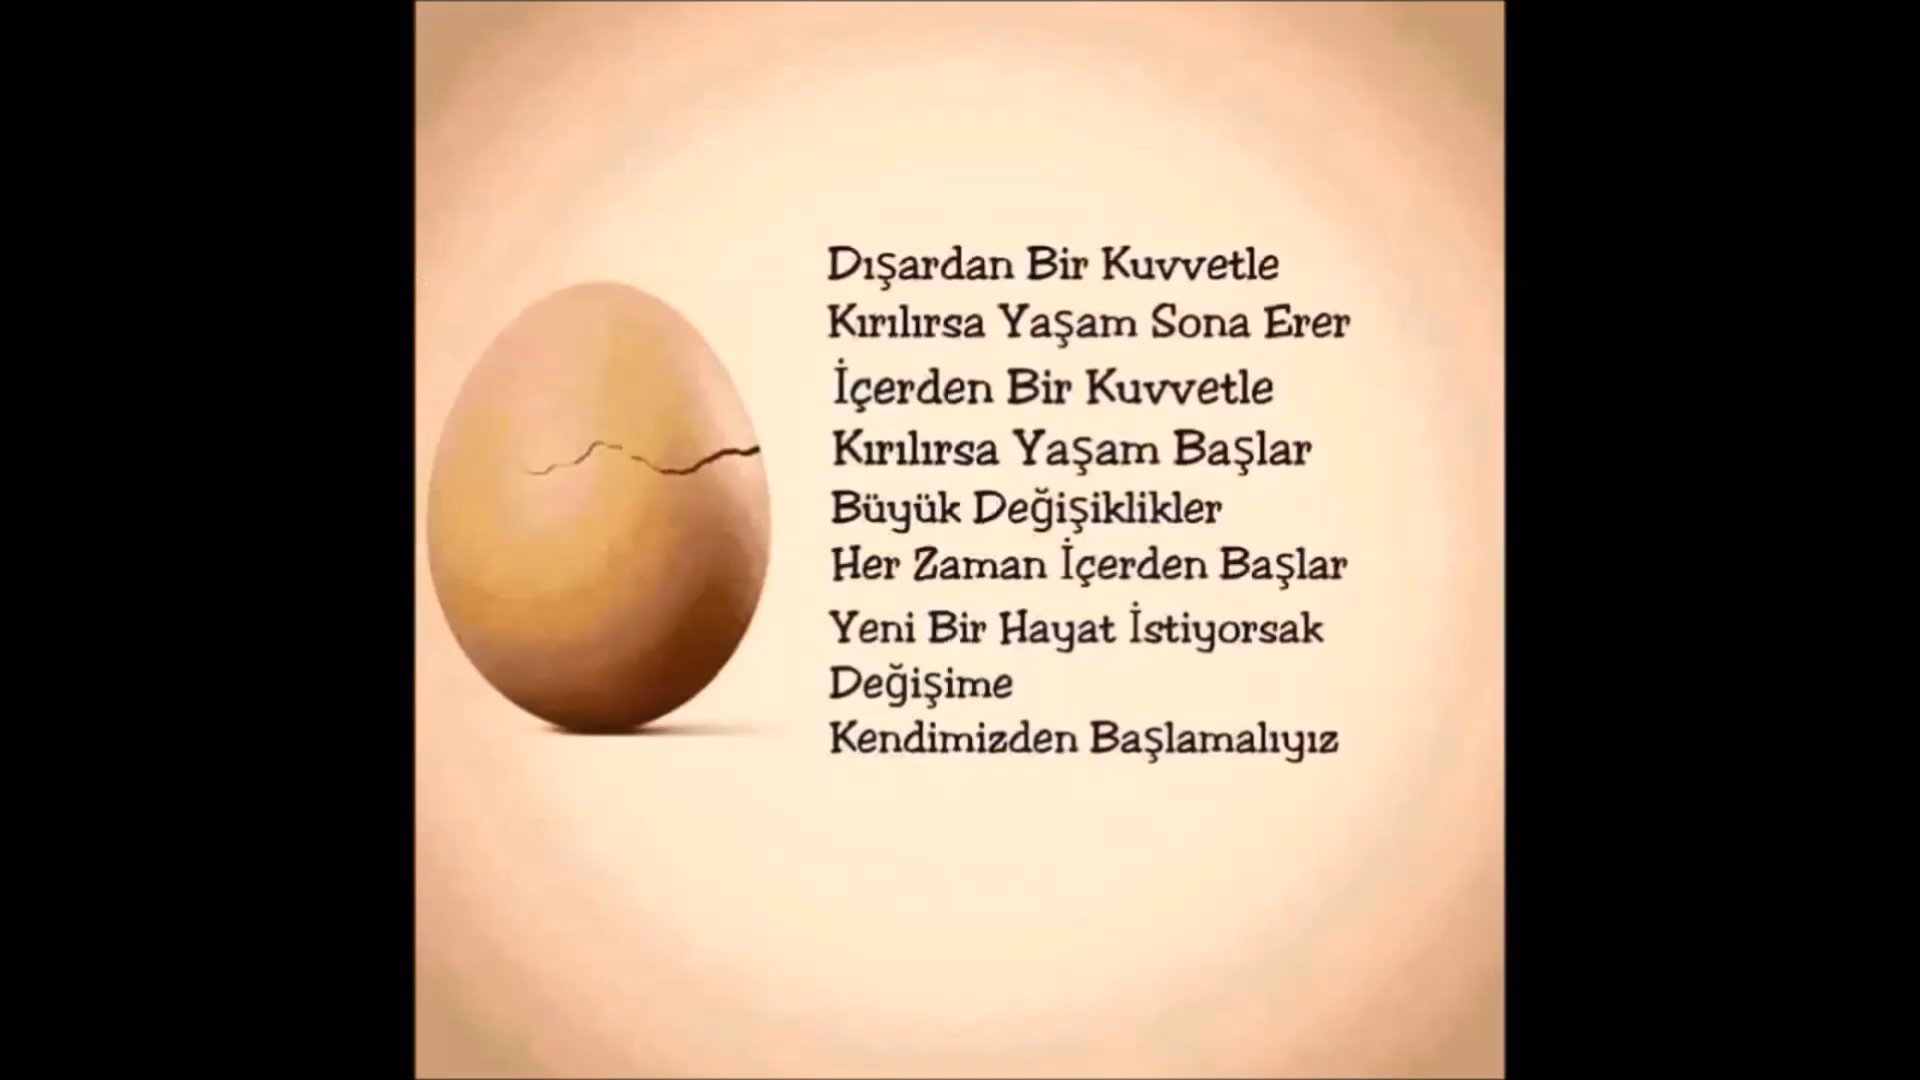 Dışardan Bir Kuvvetle
Kırılırsa Yaşam Sona Erer
İçerden Bir Kuvvetle
Kırılırsa Yaşam Başlar
Büyük Değişiklikler
Her Zaman İçerden Başlar
Yeni Bir Hayat İstiyorsak
Değişime
Kendimizden Başlamalıyız